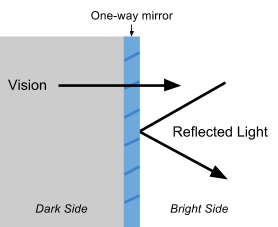 One-way mirror
Vision
Reflected Light
Dark Side
Bright Side